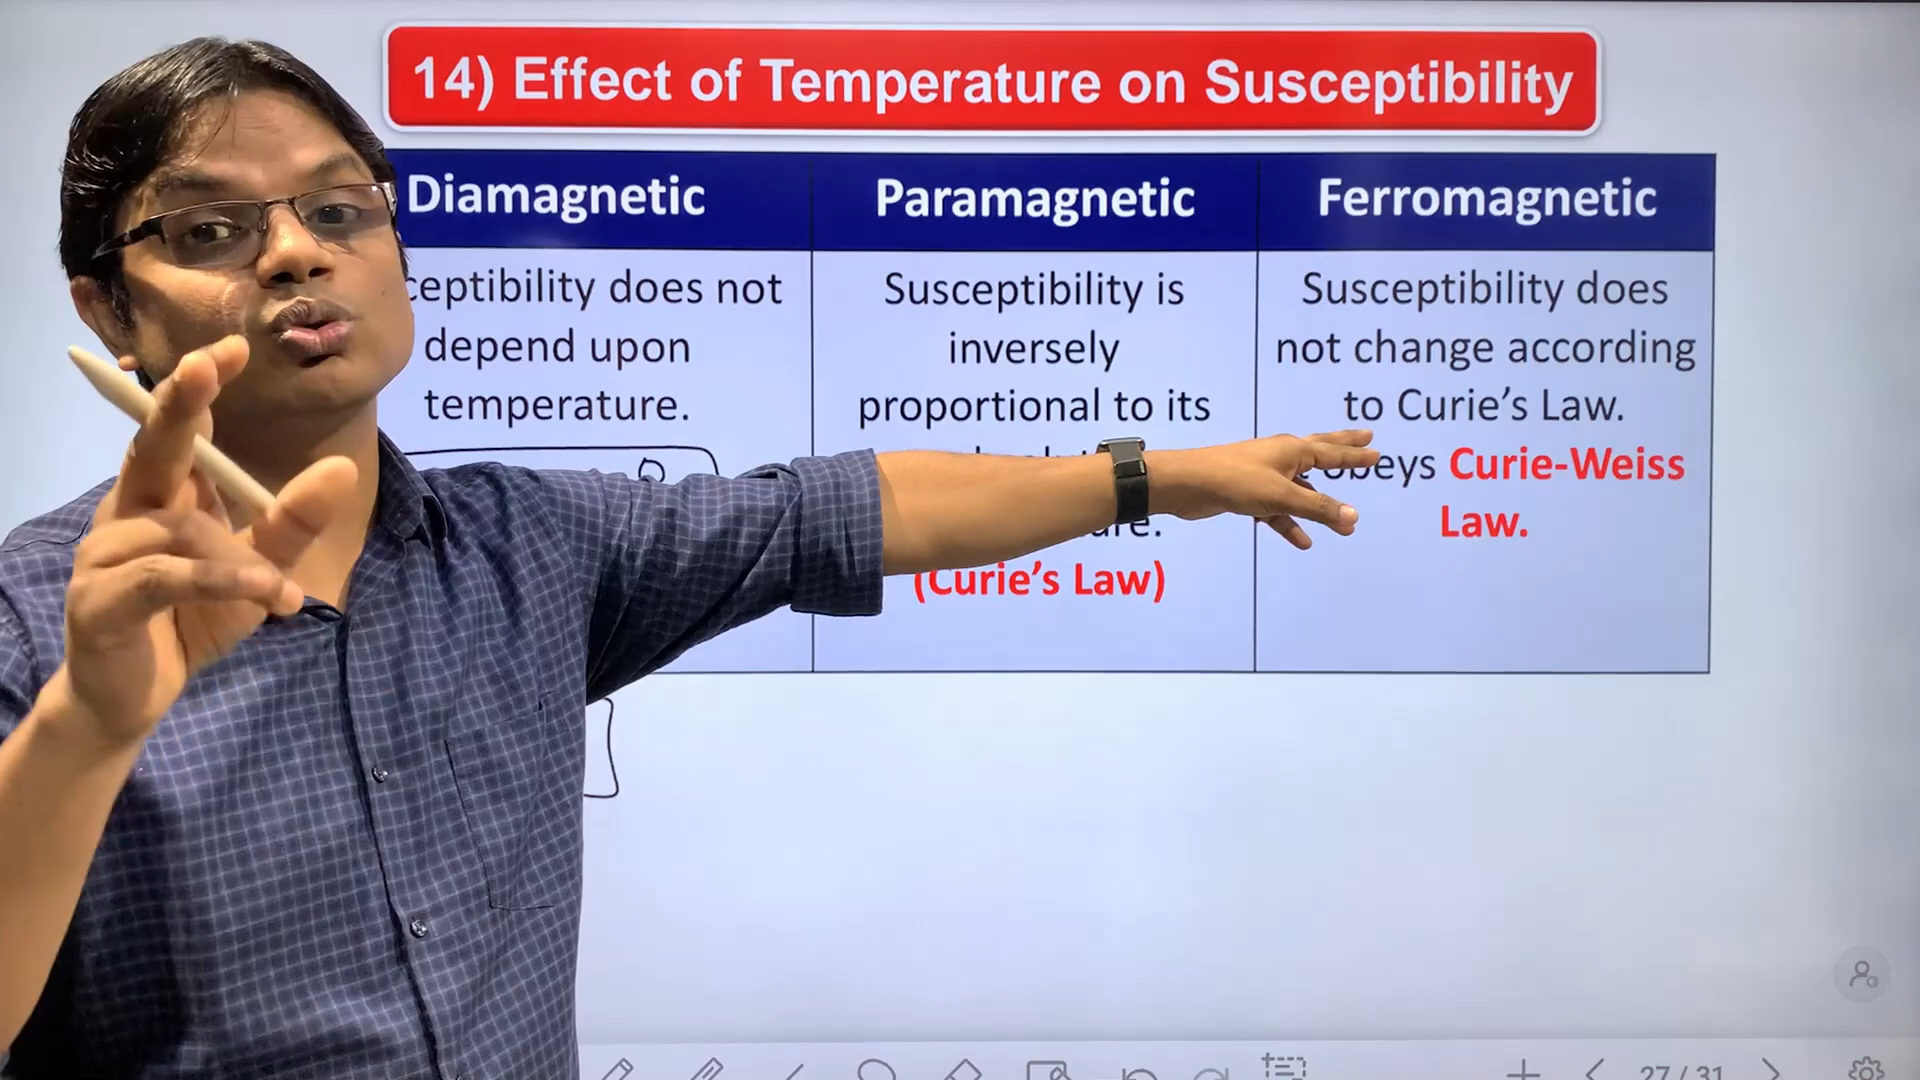 14) Effect of Temperature on Susceptibility
Diamagnetic
Paramagnetic
Ferromagnetic
ceptibility does not
depend upon
temperature.
Susceptibility is
inversely
proportional to its
(Curie's Law)
Susceptibility does
not change according
to Curie's Law.
obeys Curie-Weiss
Law.
27 / 31